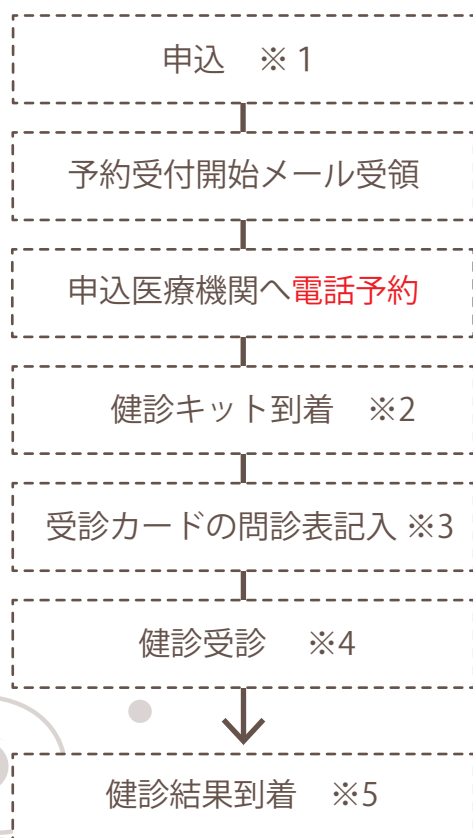 申込　※1
予約受付開始メール受領
申込医療機関へ電話予約
健診キット到着　※2
受診カードの問診表記入 ※3
健診受診　※4
健診結果到着　※5